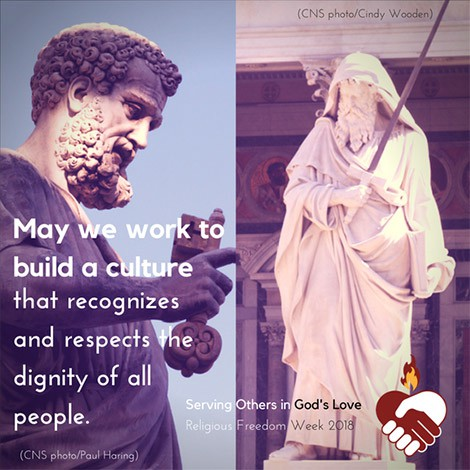 (CNS photo/Cindy Wooden)
May we work to
build a culture
that recognizes
and respects the
dignity of all
people.
Serving Others in God's Love
Religious Freedom Week 2018
(CNS photo/Paul Haring)